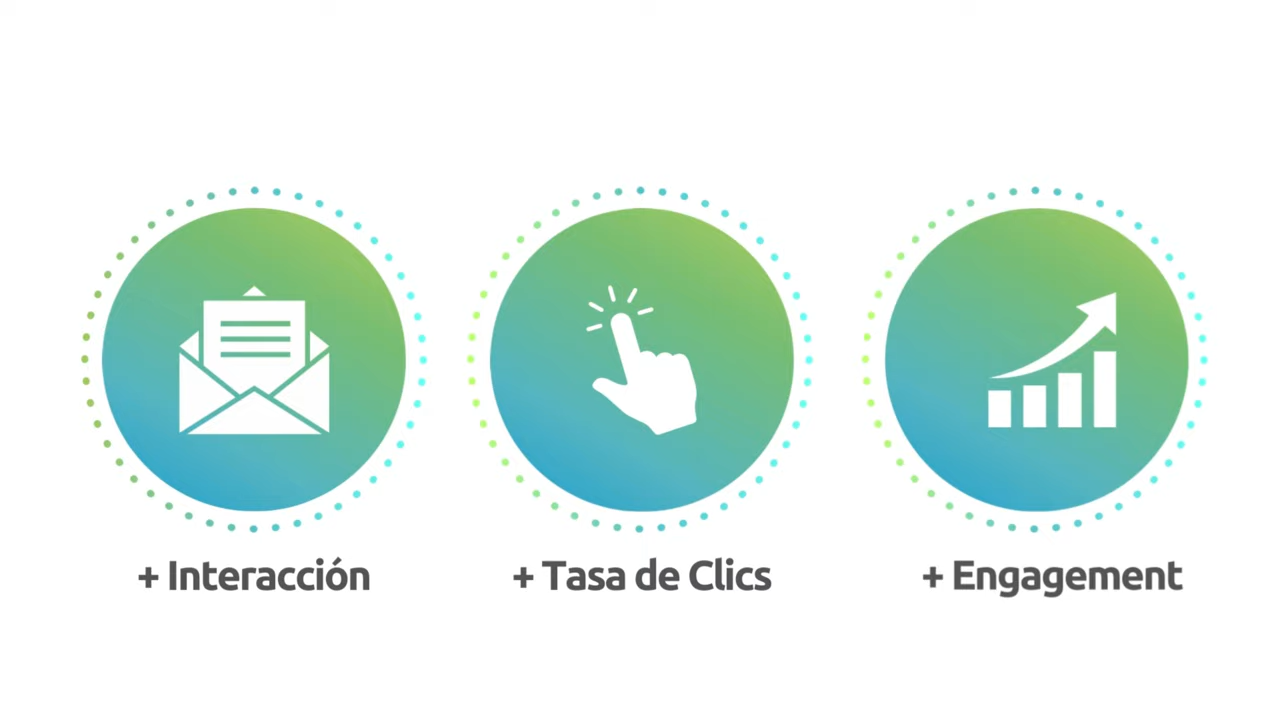 + Interacción
+ Tasa de Clics
+ Engagement